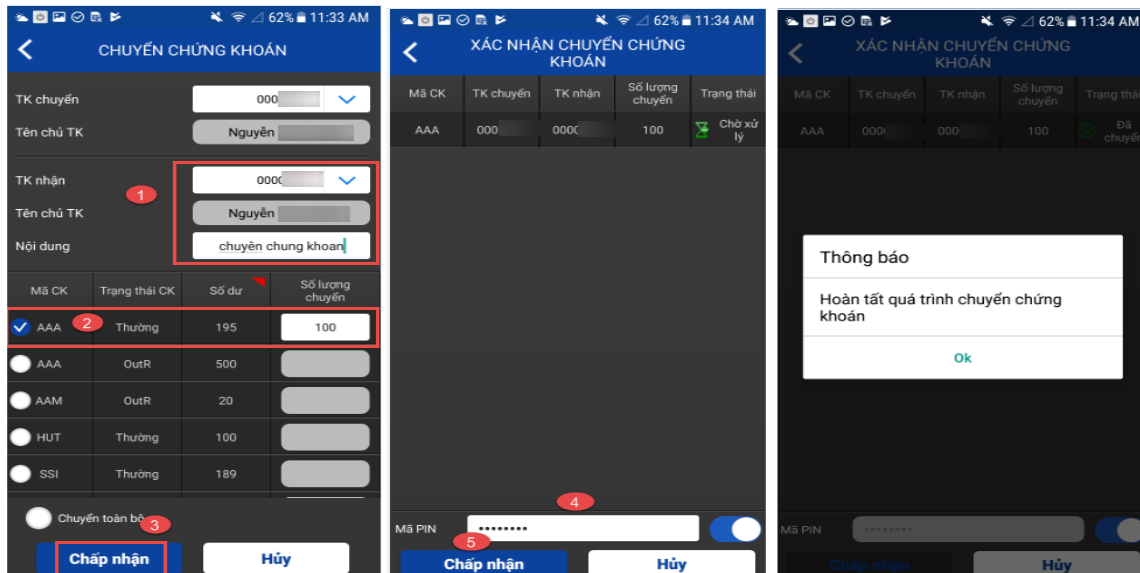 62% 11:33 AM
CHUYỂN CHỨNG KHOÁN
TK chuyển 000
Tên chủ TK Nguyễn
TK nhận 0000
1
Tên chủ TK Nguyễn
Nội dung chuyên chung khoan
Mã CK Trạng thái CK Số dư Số lượng
chuyển
AAA 2 Thường 195 100
AAA OutR 500
AAM OutR 20
HUT Thường 100
SSI Thường 189
Chuyển toàn bộ
3
Chấp nhận Hủy
62% 11:34 AM
XÁC NHẬN CHUYỂN CHỨNG
KHOÁN
Mã CK TK chuyển TK nhận Số lượng
chuyển Trạng thái
AAA 000 0000 100 Chờ xử
lý
4
Mã PIN ••••••••
5
Chấp nhận Hủy
62% 11:34 AM
XÁC NHẬN CHUYỂN CHỨNG
KHOÁN
Mã CK TK chuyển TK nhận Số lượng
chuyển Trạng thái
AAA 000 000 100 Đã
chuyển
Thông báo
Hoàn tất quá trình chuyển chứng
khoán
Ok
Mã PIN ••••••••
Chấp nhận Hủy